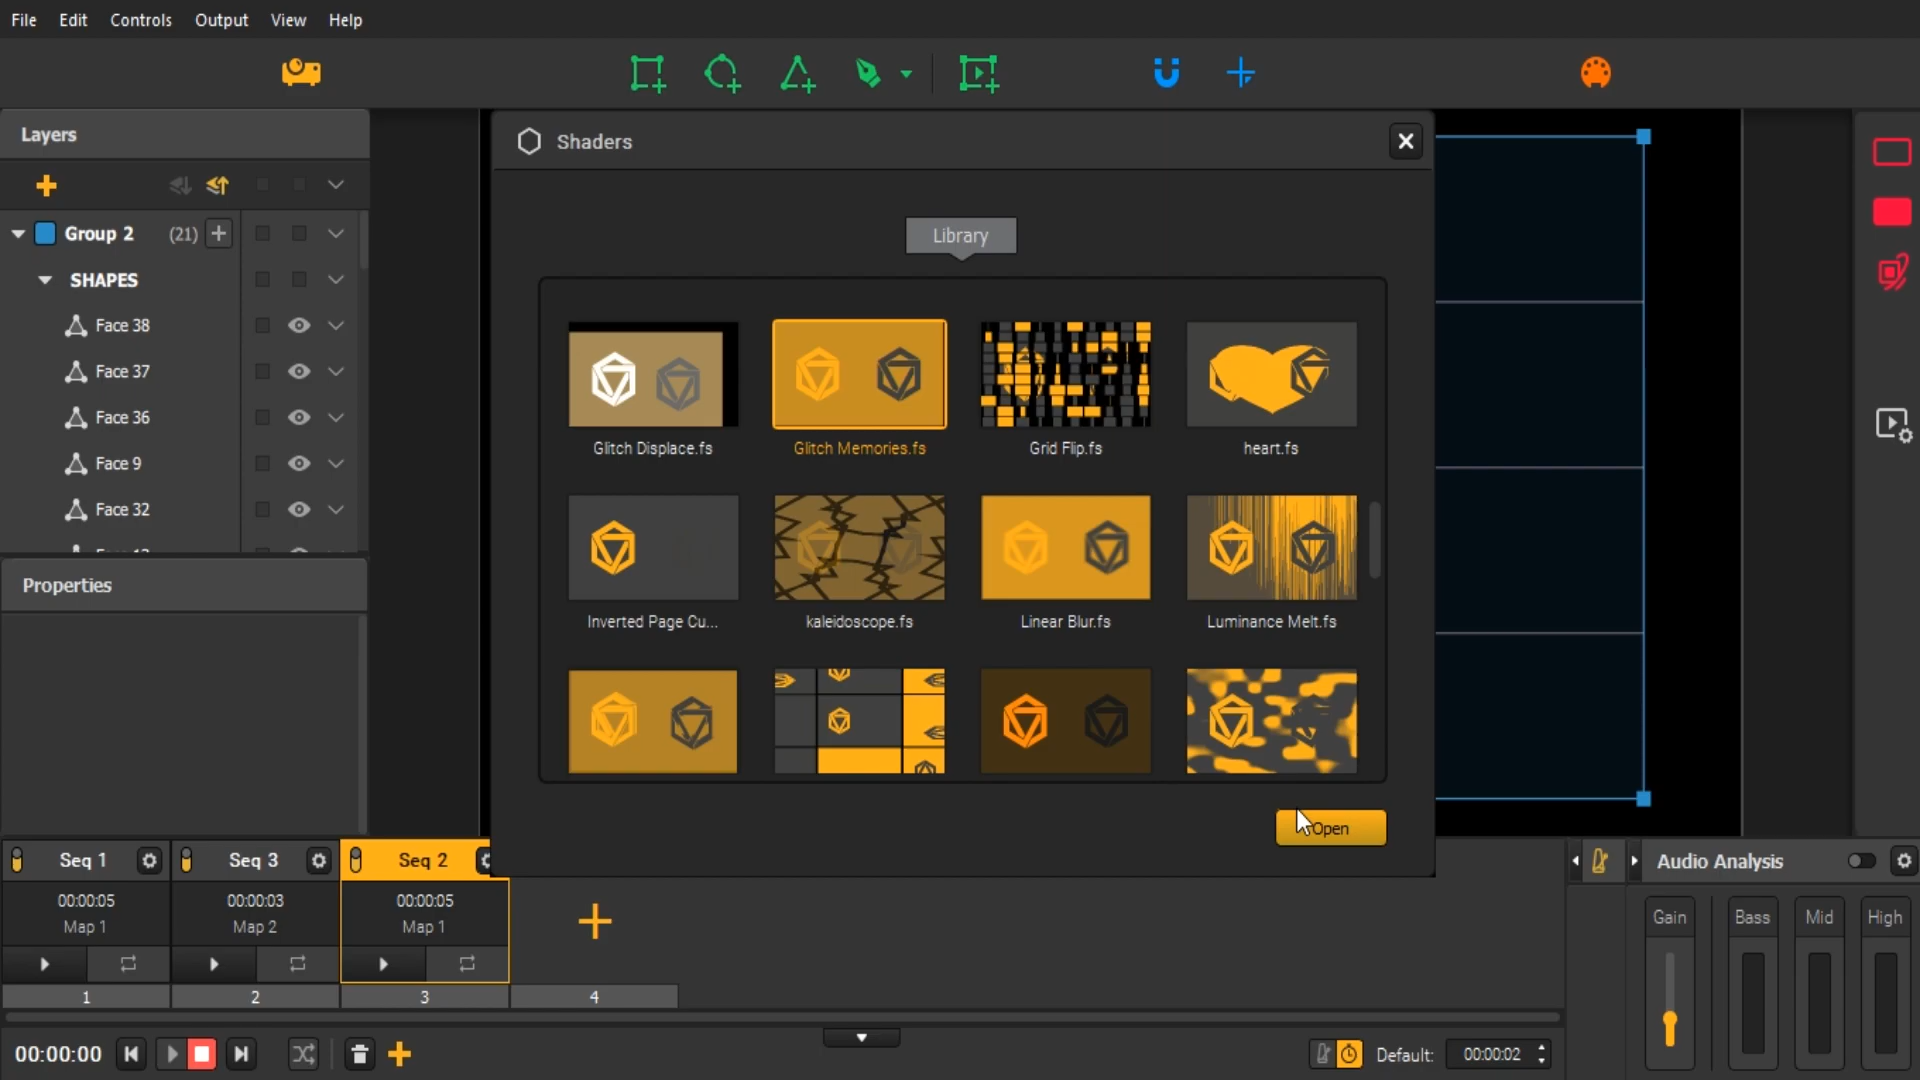 File Edit Controls Output View Help
Layers
Group 2 (21)
SHAPES
Face 38
Face 37
Face 36
Face 9
Face 32
Properties
Shaders
Library
Glitch Displace.fs Glitch Memories.fs Grid Flip.fs heart.fs
Inverted Page Cu... kaleidoscope.fs Linear Blur.fs Luminance Melt.fs
Open
Seq 1 Seq 3 Seq 2
00:00:05 00:00:03 00:00:05
Map 1 Map 2 Map 1
1 2 3 4
Audio Analysis
Gain Bass Mid High
00:00:00
Default: 00:00:02